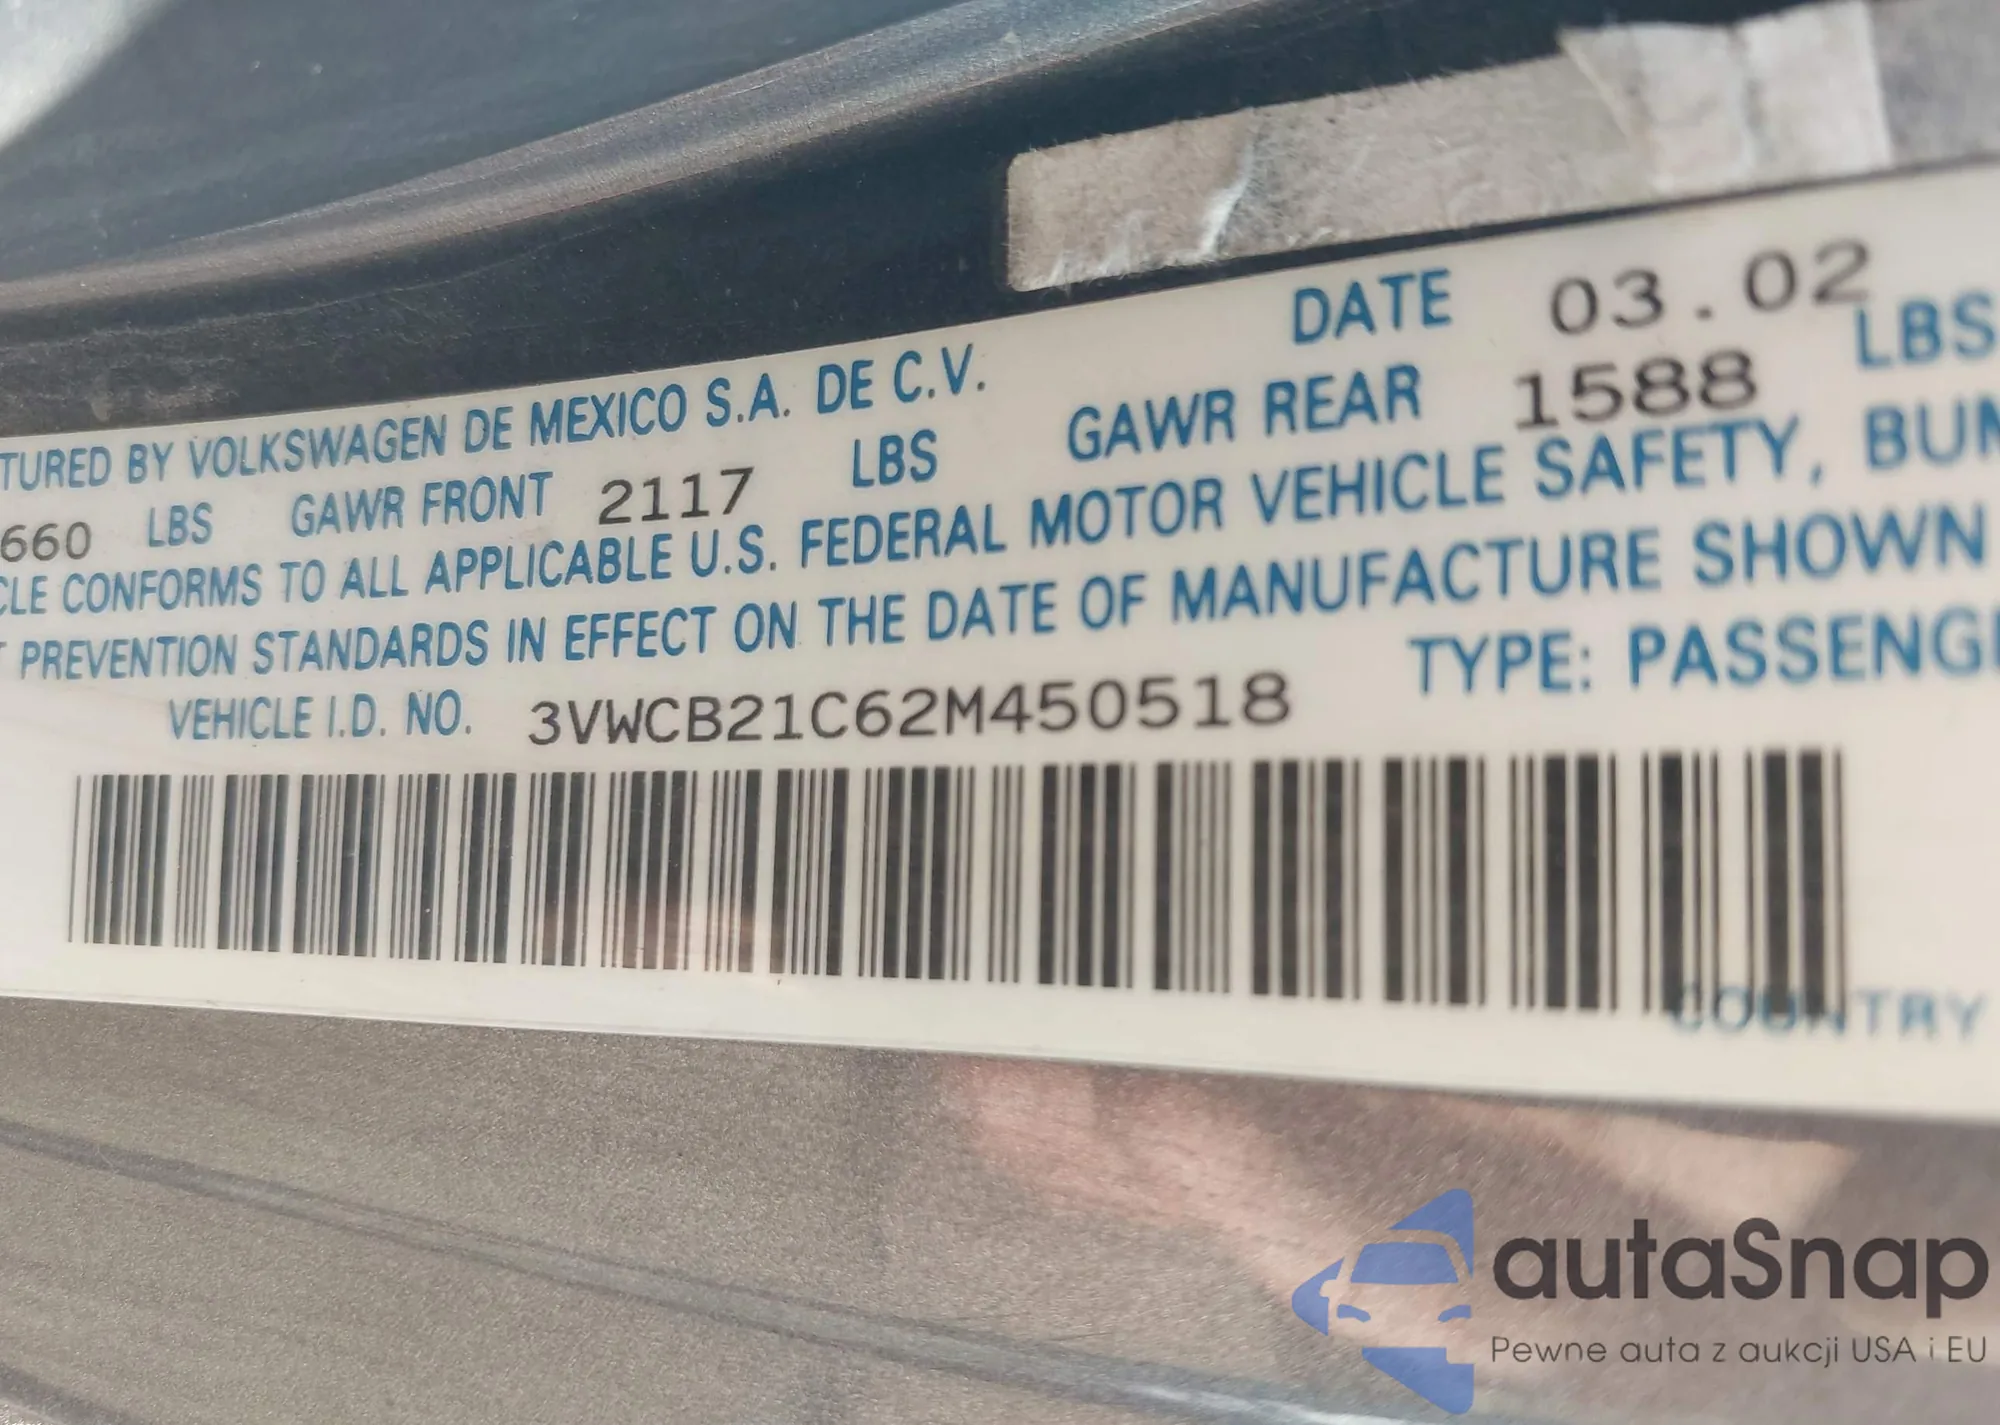 DATE 03.02
TURED BY VOLKSWAGEN DE MEXICO S.A. DE C.V.
660 LBS GAWR FRONT 2117 LBS GAWR REAR 1588 LBS
CLE CONFORMS TO ALL APPLICABLE U.S. FEDERAL MOTOR VEHICLE SAFETY, BUM
T PREVENTION STANDARDS IN EFFECT ON THE DATE OF MANUFACTURE SHOWN
VEHICLE I.D. NO. 3VWCB21C62M450518 TYPE: PASSENGE
COUNTRY
autaSnap
Pewne auta z aukcji USA i EU